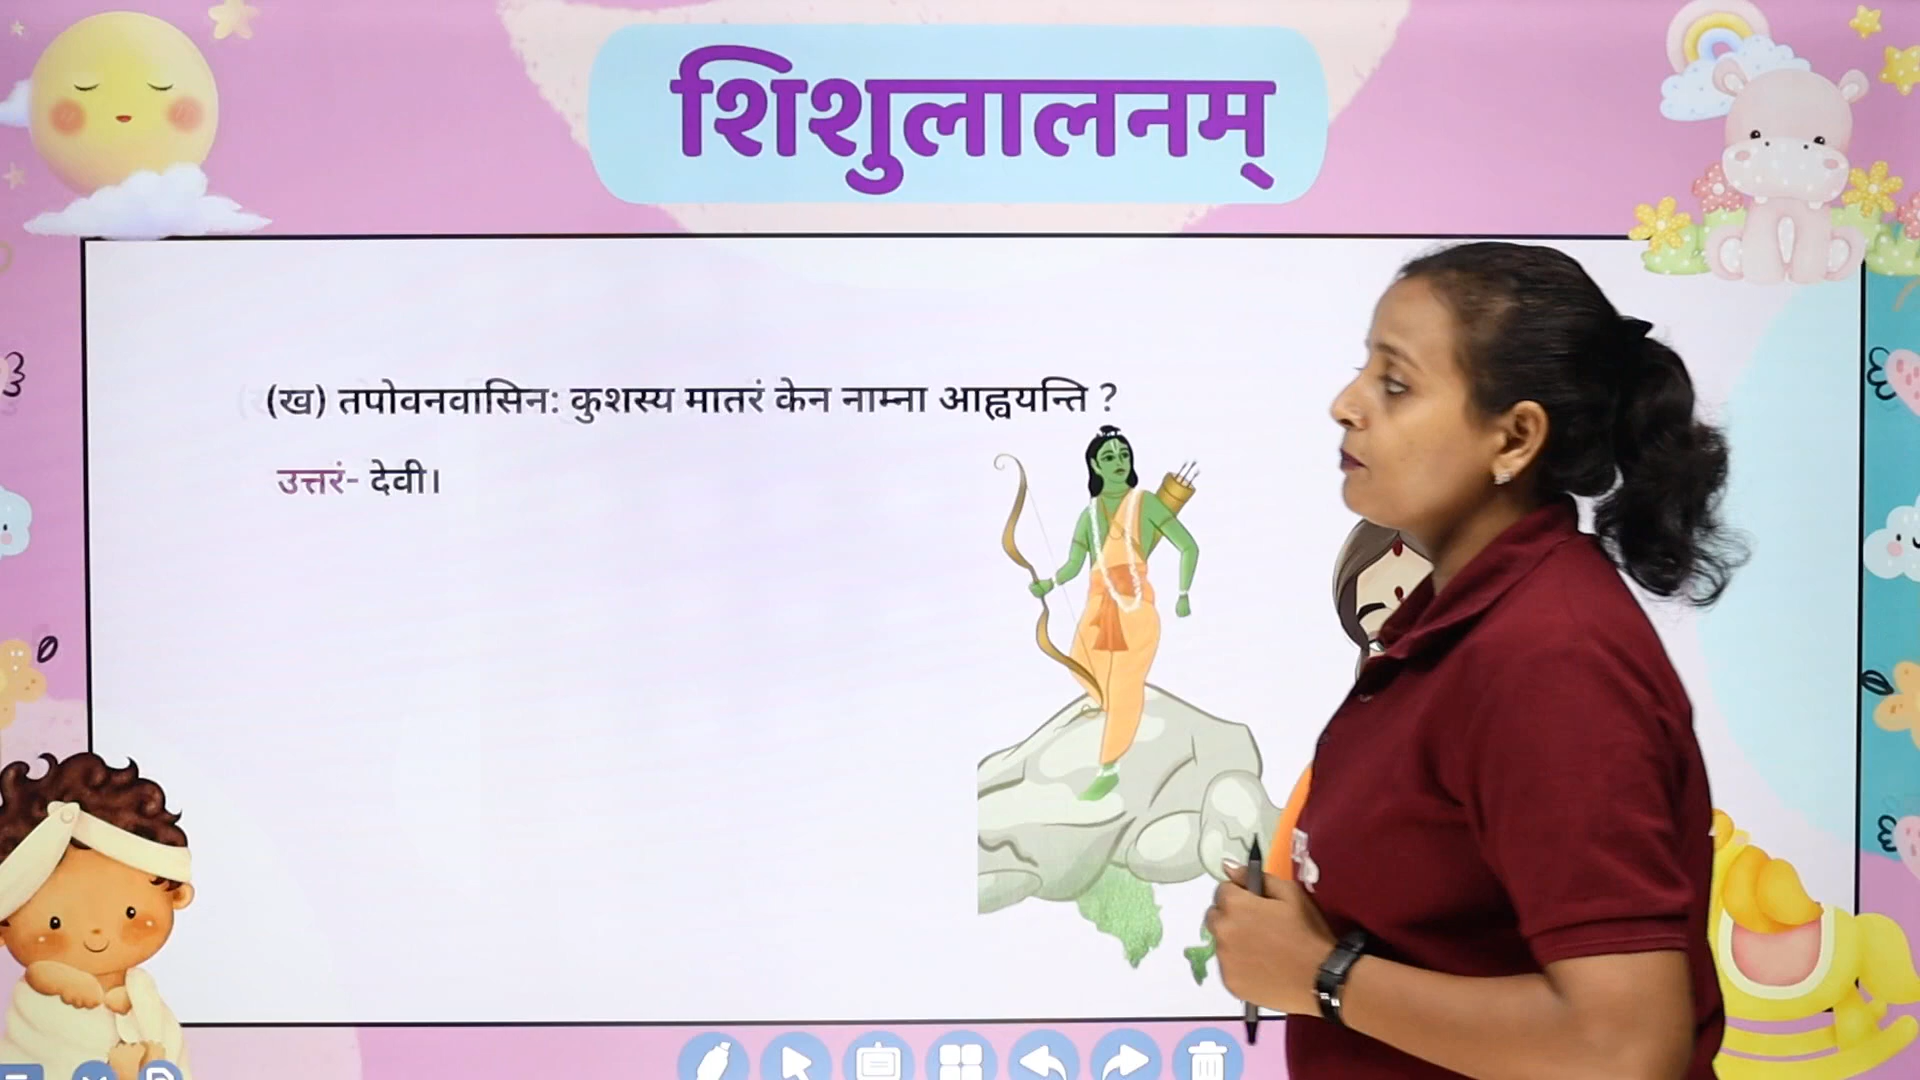 शिशुलालनम्
(ख) तपोवनवासिन: कुशस्य मातरं केन नाम्ना आह्वयन्ति ?
उत्तरं- देवी।